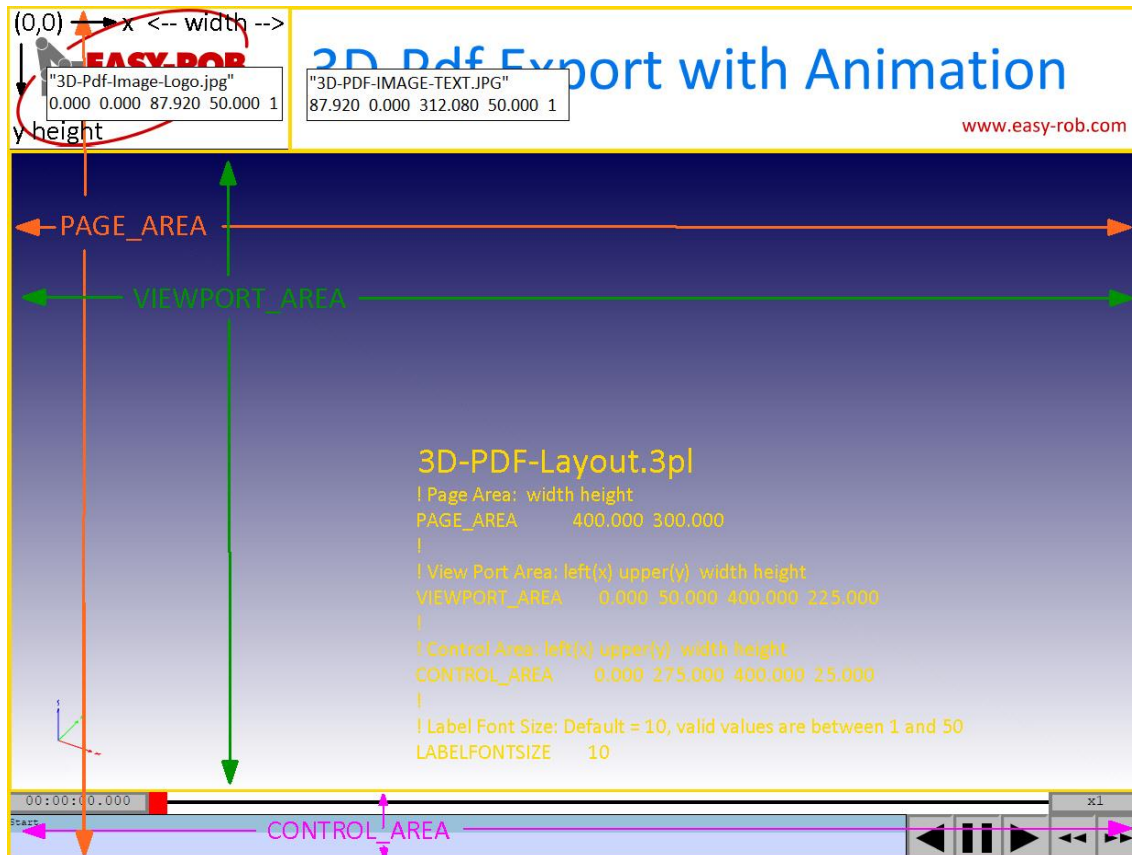 (0,0) x <-- width -->
EASY-ROB
"3D-Pdf-Image-Logo.jpg"
0.000 0.000 87.920 50.000 1
y height
3D-Pdf Export with Animation
"3D-PDF-IMAGE-TEXT.JPG"
87.920 0.000 312.080 50.000 1
www.easy-rob.com
PAGE_AREA
VIEWPORT_AREA
3D-PDF-Layout.3pl
! Page Area: width height
PAGE_AREA 400.000 300.000
!
! View Port Area: left(x) upper(y) width height
VIEWPORT_AREA 0.000 50.000 400.000 225.000
!
! Control Area: left(x) upper(y) width height
CONTROL_AREA 0.000 275.000 400.000 25.000
!
! Label Font Size: Default = 10, valid values are between 1 and 50
LABELFONTSIZE 10
00:00:00.000
x1
Start
CONTROL_AREA